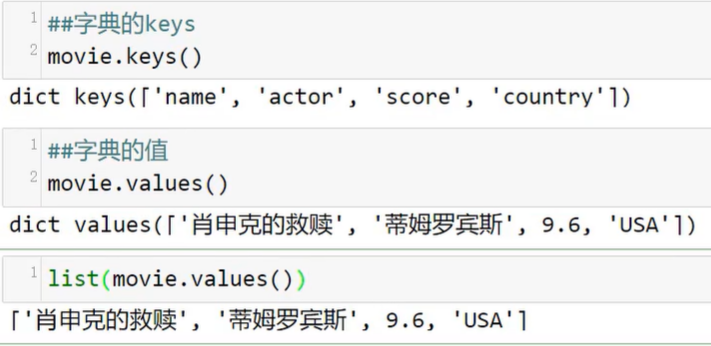 1 ##字典的keys
2 movie.keys()
dict keys(['name', 'actor', 'score', 'country'])
1 ##字典的值
2 movie.values()
dict values(['肖申克的救赎', '蒂姆罗宾斯', 9.6, 'USA'])
1 list(movie.values())
['肖申克的救赎', '蒂姆罗宾斯', 9.6, 'USA']